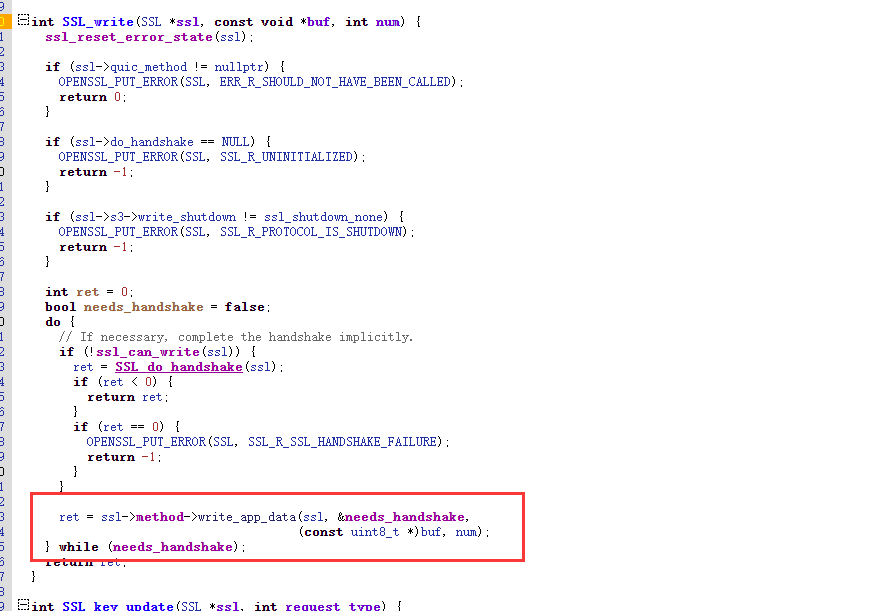 int SSL_write(SSL *ssl, const void *buf, int num) {
ssl_reset_error_state(ssl);
if (ssl->quic_method != nullptr) {
OPENSSL_PUT_ERROR(SSL, ERR_R_SHOULD_NOT_HAVE_BEEN_CALLED);
return 0;
}
if (ssl->do_handshake == NULL) {
OPENSSL_PUT_ERROR(SSL, SSL_R_UNINITIALIZED);
return -1;
}
if (ssl->s3->write_shutdown != ssl_shutdown_none) {
OPENSSL_PUT_ERROR(SSL, SSL_R_PROTOCOL_IS_SHUTDOWN);
return -1;
}
int ret = 0;
bool needs_handshake = false;
do {
// If necessary, complete the handshake implicitly.
if (!ssl_can_write(ssl)) {
ret = SSL_do_handshake(ssl);
if (ret < 0) {
return ret;
}
if (ret == 0) {
OPENSSL_PUT_ERROR(SSL, SSL_R_SSL_HANDSHAKE_FAILURE);
return -1;
}
}
ret = ssl->method->write_app_data(ssl, &needs_handshake,
(const uint8_t *)buf, num);
} while (needs_handshake);
return ret;
}
int SSL_key_update(SSL *ssl, int request_type) {